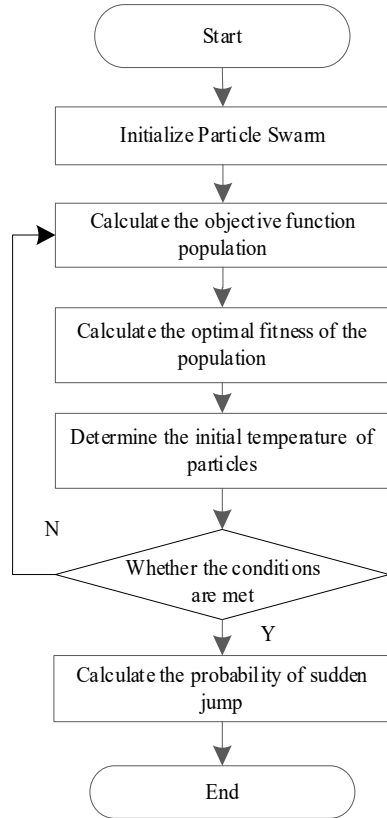 Start
Initialize Particle Swarm
Calculate the objective function
population
Calculate the optimal fitness of the
population
Determine the initial temperature of
particles
N
Whether the conditions
are met
Y
Calculate the probability of sudden
jump
End